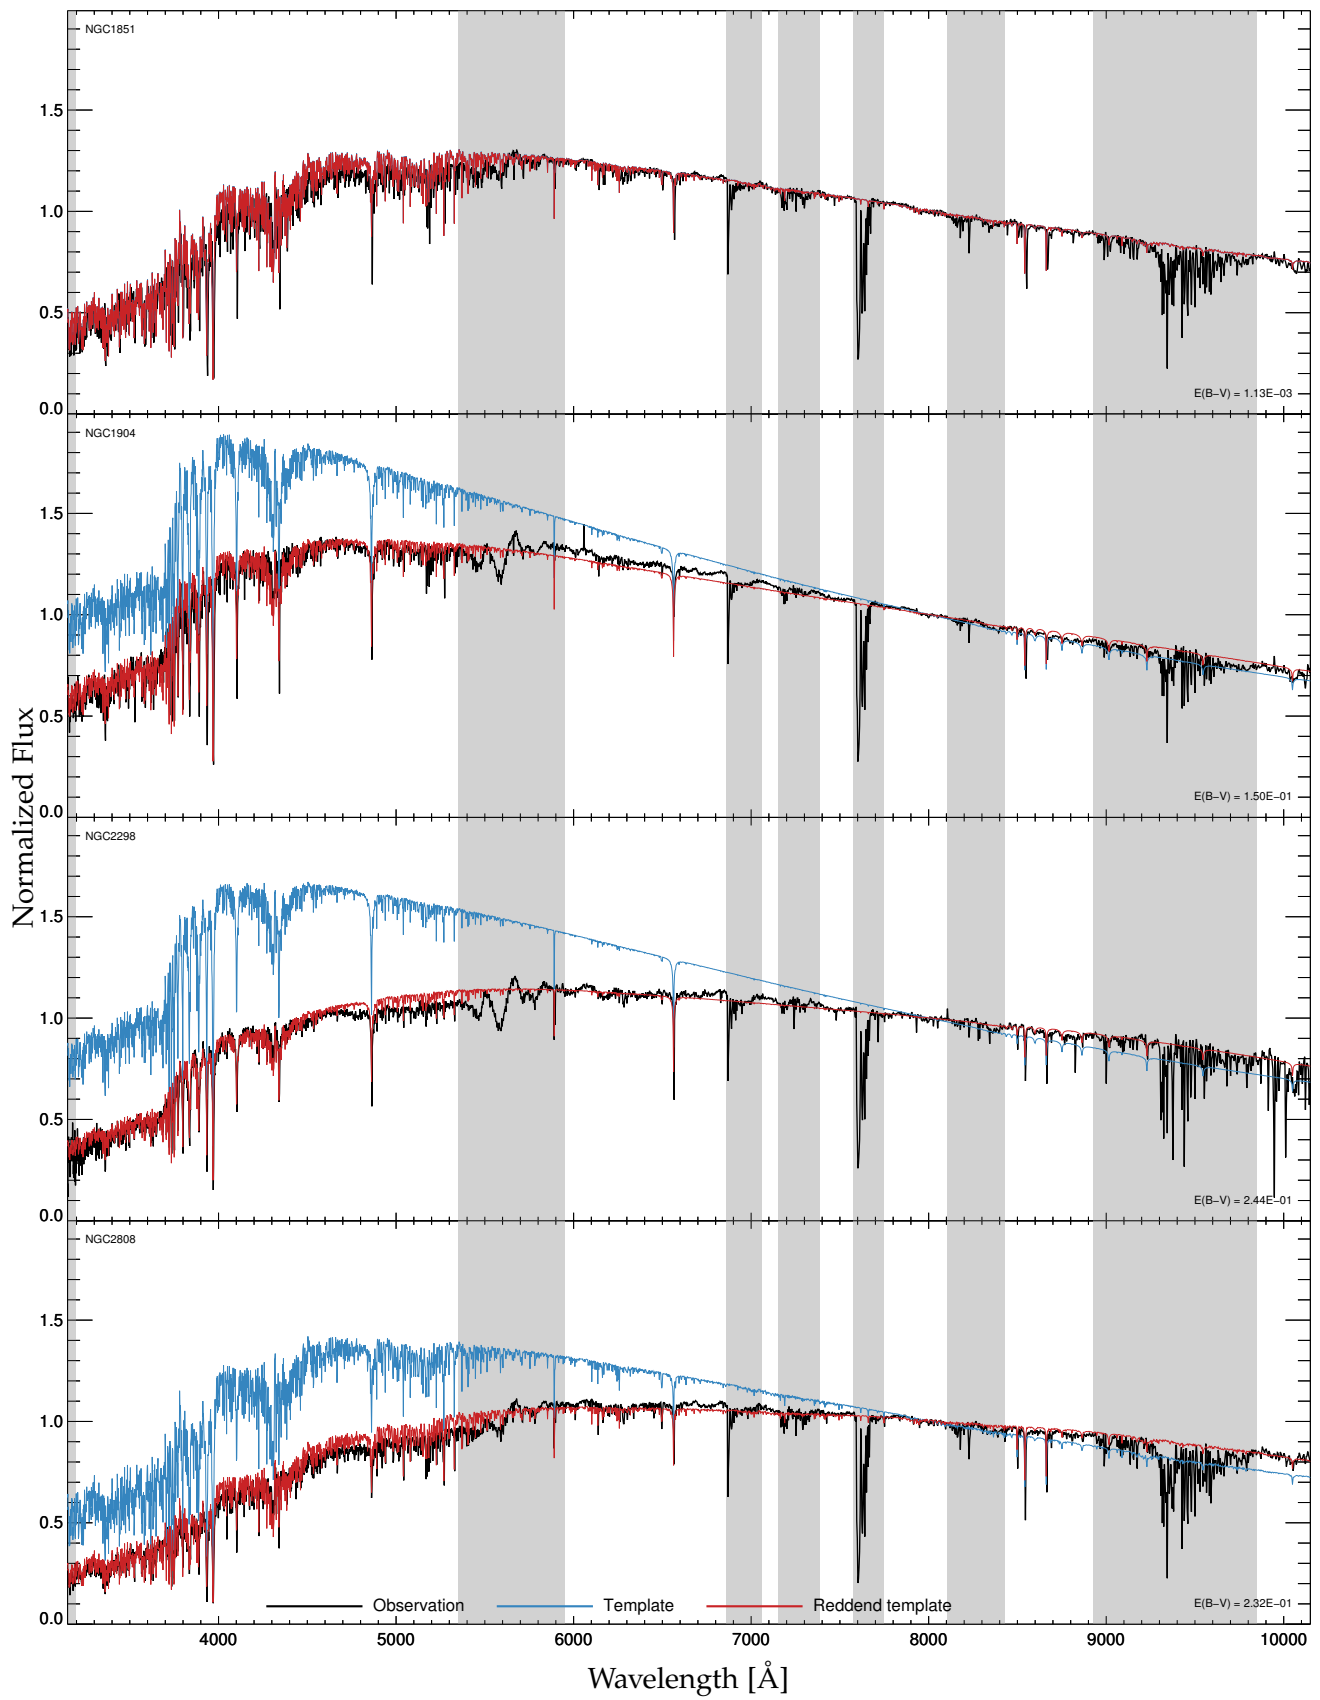 NGC1851
1.5
1.0
0.5
0.0
E(B−V) = 1.13E−03
NGC1904
1.5
1.0
0.5
0.0
E(B−V) = 1.50E−01
NGC2298
1.5
1.0
0.5
0.0
E(B−V) = 2.44E−01
NGC2808
1.5
1.0
0.5
0.0
Observation
Template
Reddend template
E(B−V) = 2.32E−01
4000 5000 6000 7000 8000 9000 10000
Wavelength [Å]
Normalized Flux